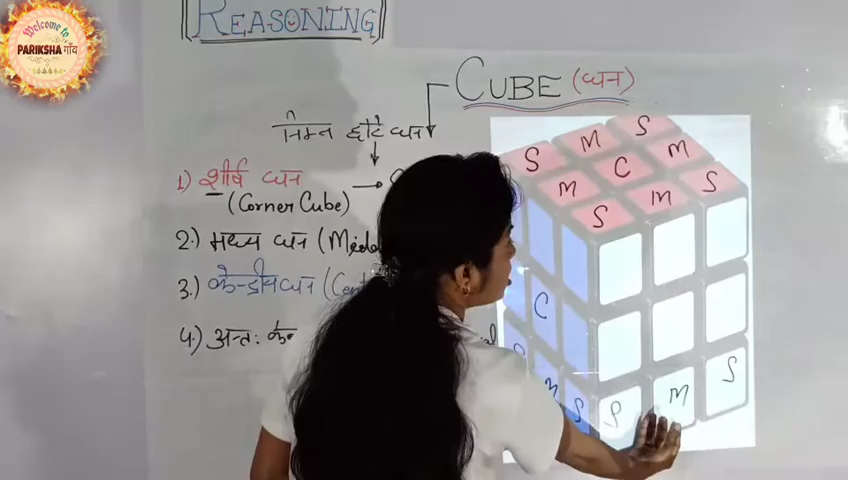 Welcome to
PARIKSHA गाँव
REASONING
CUBE (घन)
निम्न छोटे घन
1) शीर्ष घन
(Corner Cube)
2.) मध्य घन
3.) केन्द्रीय घन
4.) अन्त:
S M S
M C M
S M S
C
M S S M S